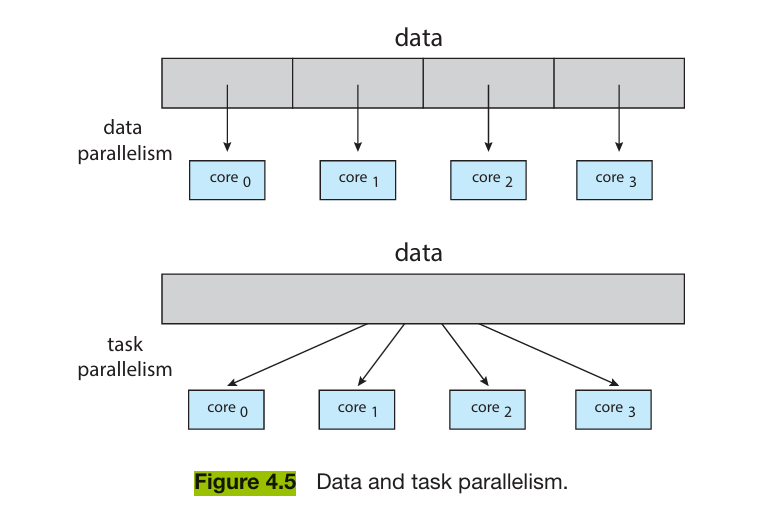 data
data
parallelism
core 0
core 1
core 2
core 3
data
task
parallelism
core 0
core 1
core 2
core 3
Figure 4.5 Data and task parallelism.